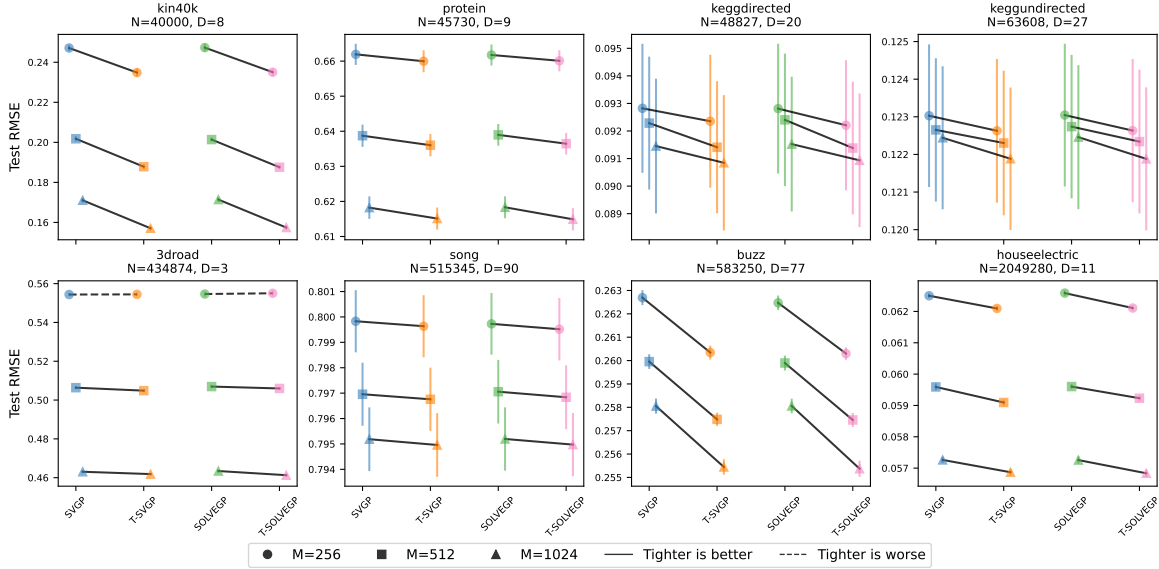 kin40k
N=40000, D=8
protein
N=45730, D=9
keggdirected
N=48827, D=20
keggundirected
N=63608, D=27
Test RMSE
0.24
0.22
0.20
0.18
0.16
0.66
0.65
0.64
0.63
0.62
0.61
0.095
0.094
0.093
0.092
0.091
0.090
0.089
0.125
0.124
0.123
0.122
0.121
0.120
3droad
N=434874, D=3
song
N=515345, D=90
buzz
N=583250, D=77
houseelectric
N=2049280, D=11
Test RMSE
0.56
0.54
0.52
0.50
0.48
0.46
0.801
0.800
0.799
0.798
0.797
0.796
0.795
0.794
0.263
0.262
0.261
0.260
0.259
0.258
0.257
0.256
0.255
0.062
0.061
0.060
0.059
0.058
0.057
SVGP
T-SVGP
SOLVEGP
T-SOLVEGP
SVGP
T-SVGP
SOLVEGP
T-SOLVEGP
SVGP
T-SVGP
SOLVEGP
T-SOLVEGP
SVGP
T-SVGP
SOLVEGP
T-SOLVEGP
M=256
M=512
M=1024
Tighter is better
Tighter is worse